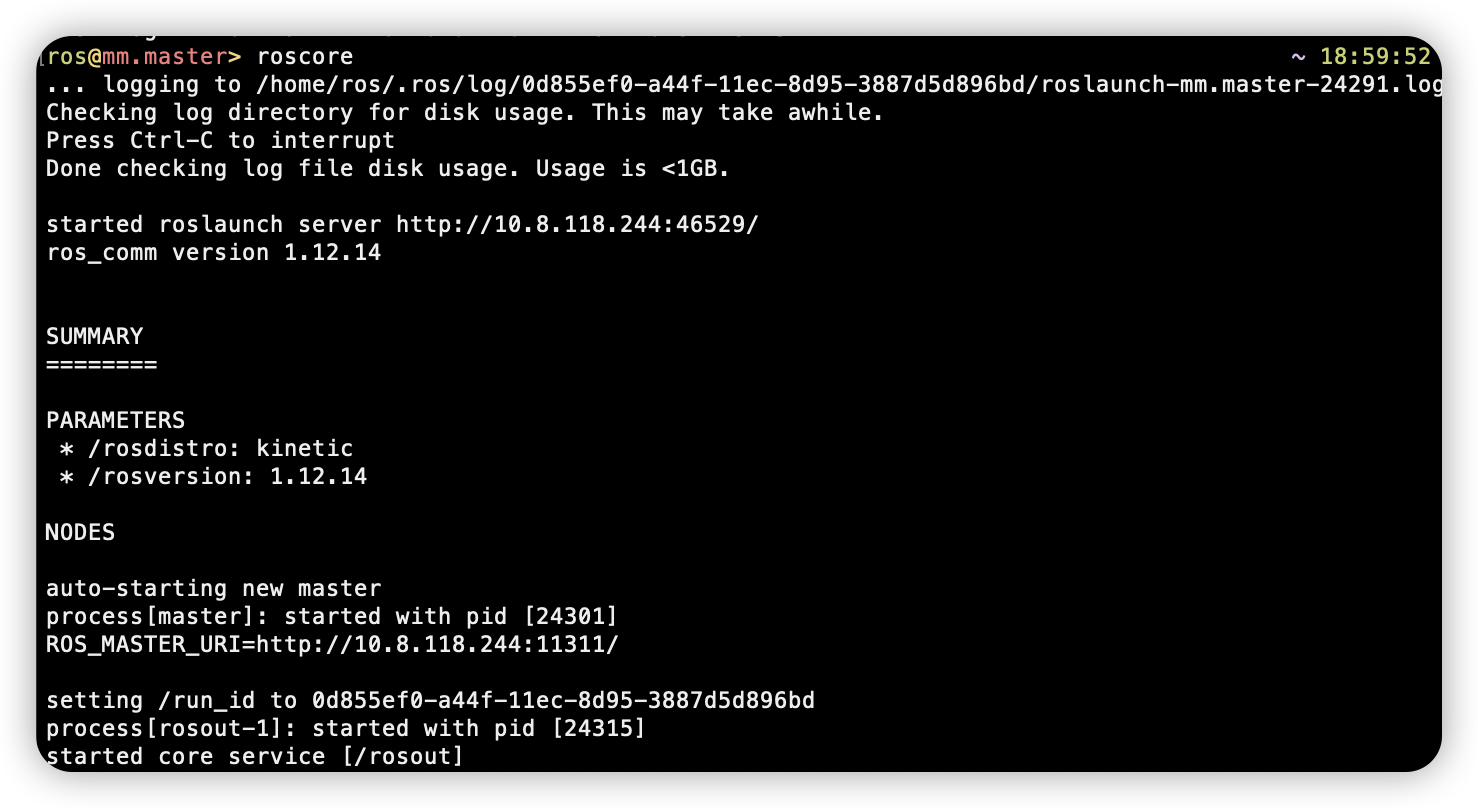 ros@mm.master> roscore ~ 18:59:52
... logging to /home/ros/.ros/log/0d855ef0-a44f-11ec-8d95-3887d5d896bd/roslaunch-mm.master-24291.log
Checking log directory for disk usage. This may take awhile.
Press Ctrl-C to interrupt
Done checking log file disk usage. Usage is <1GB.

started roslaunch server http://10.8.118.244:46529/
ros_comm version 1.12.14


SUMMARY
========

PARAMETERS
 * /rosdistro: kinetic
 * /rosversion: 1.12.14

NODES

auto-starting new master
process[master]: started with pid [24301]
ROS_MASTER_URI=http://10.8.118.244:11311/

setting /run_id to 0d855ef0-a44f-11ec-8d95-3887d5d896bd
process[rosout-1]: started with pid [24315]
started core service [/rosout]